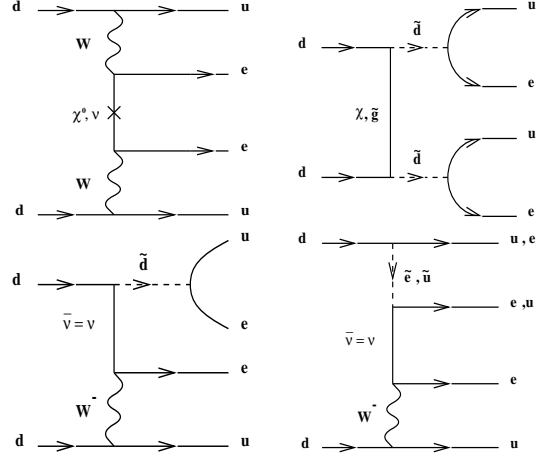 d u
W
e
χ⁰, ν
e
W
d u
d d̃ u
e
χ, g̃
u
d d̃
e
u
d d̃
e
ν̄ = ν
e
W⁻
d u
d u , e
ẽ , ũ
e ,u
ν̄ = ν
e
W⁻
d u